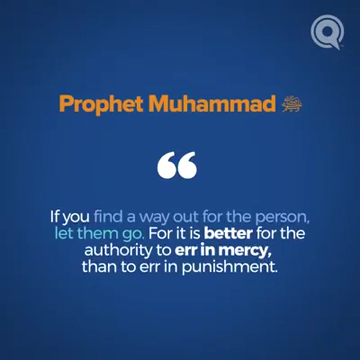 Prophet Muhammad ﷺ
“
If you find a way out for the person,
let them go. For it is better for the
authority to err in mercy,
than to err in punishment.